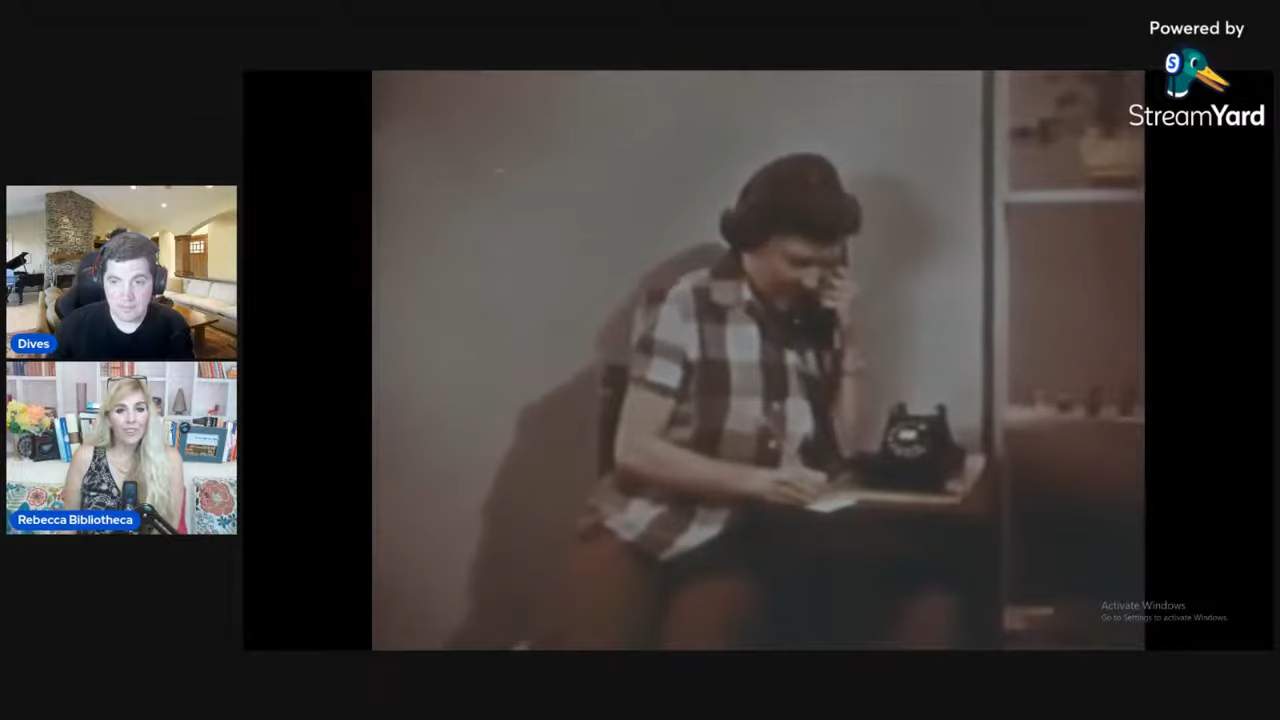 Powered by
StreamYard
Dives
Rebecca Bibliotheca
Activate Windows
Go to Settings to activate Windows.